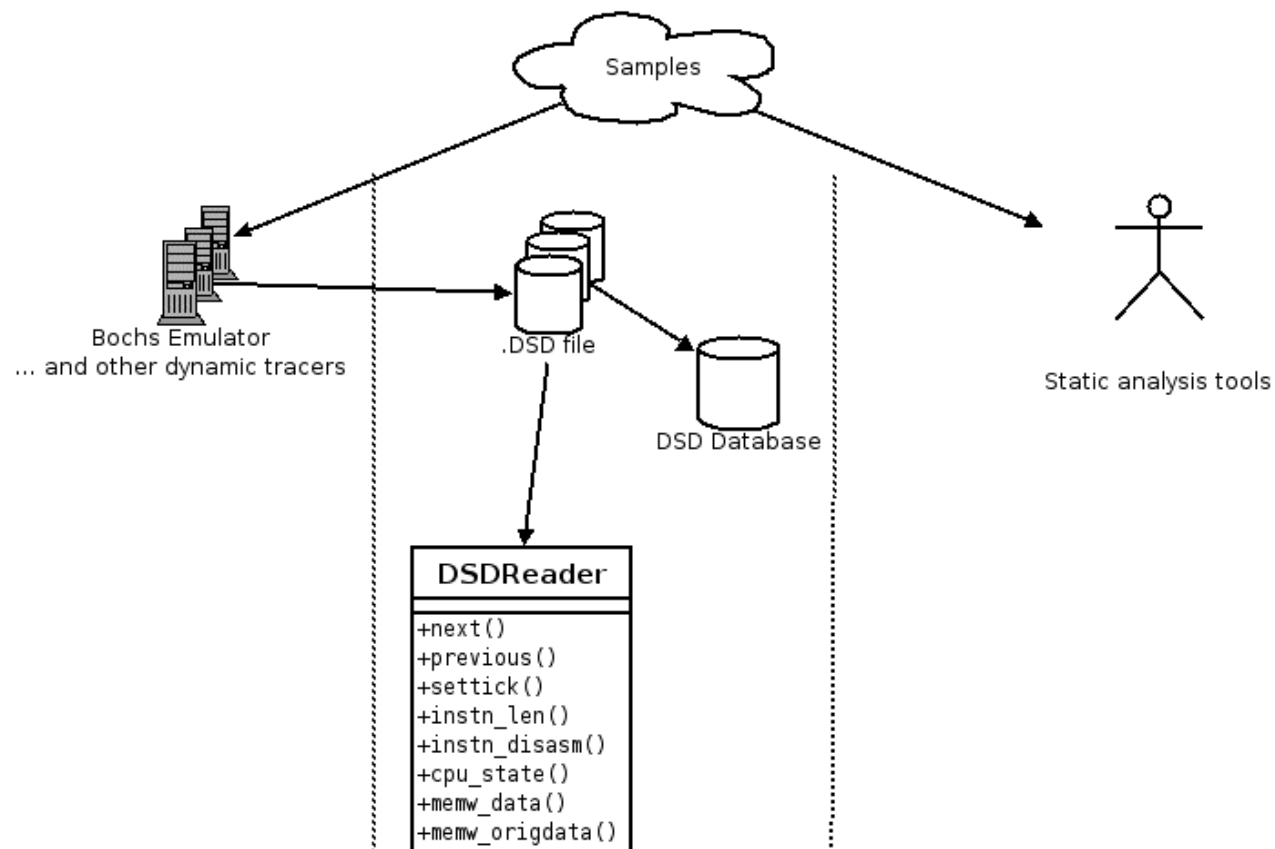 Samples
Bochs Emulator
... and other dynamic tracers
.DSD file
DSD Database
Static analysis tools
DSDReader
+next()
+previous()
+settick()
+instn_len()
+instn_disasm()
+cpu_state()
+memw_data()
+memw_origdata()